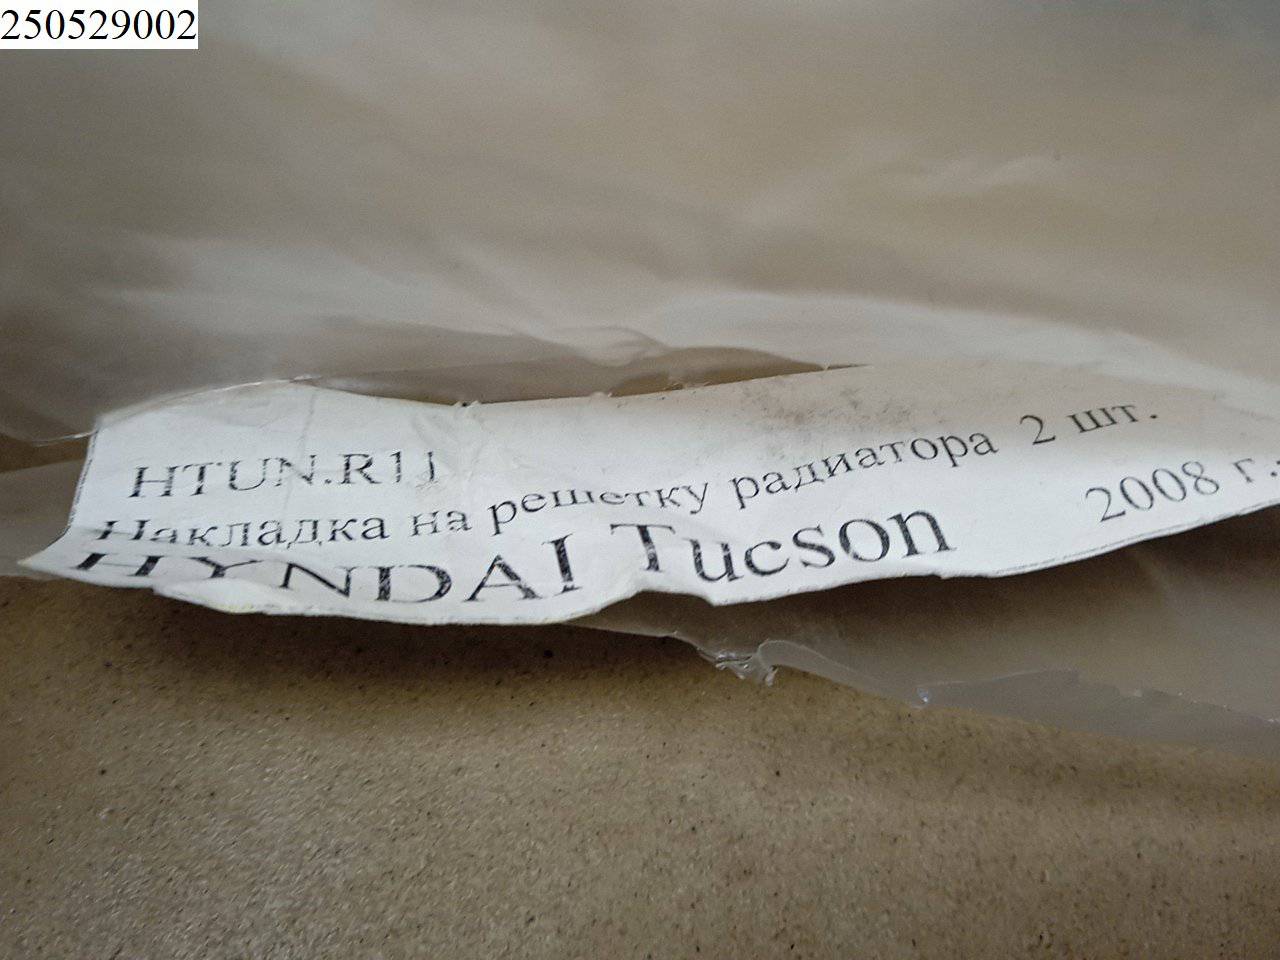 250529002
HTUN.R11
Накладка на решетку радиатора 2 шт.
HYNDAI Tucson 2008 г.